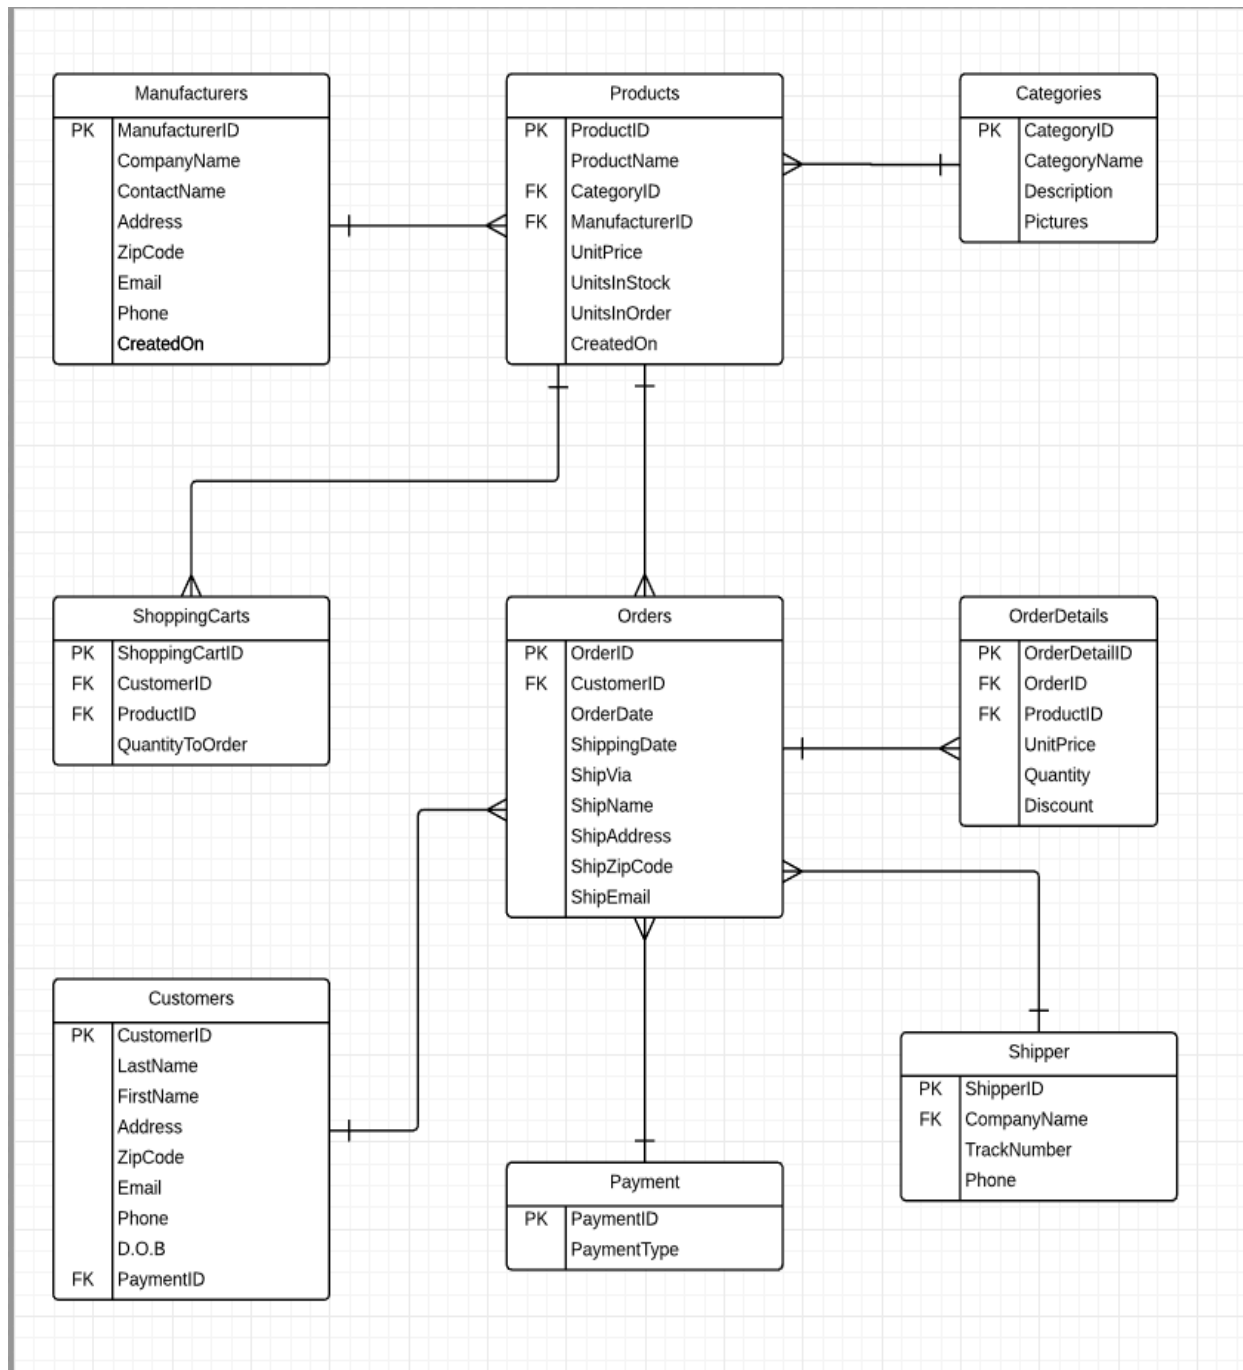 Manufacturers
PK ManufacturerID
CompanyName
ContactName
Address
ZipCode
Email
Phone
CreatedOn
Products
PK ProductID
ProductName
FK CategoryID
FK ManufacturerID
UnitPrice
UnitsInStock
UnitsInOrder
CreatedOn
Categories
PK CategoryID
CategoryName
Description
Pictures
ShoppingCarts
PK ShoppingCartID
FK CustomerID
FK ProductID
QuantityToOrder
Orders
PK OrderID
FK CustomerID
OrderDate
ShippingDate
ShipVia
ShipName
ShipAddress
ShipZipCode
ShipEmail
OrderDetails
PK OrderDetailID
FK OrderID
FK ProductID
UnitPrice
Quantity
Discount
Customers
PK CustomerID
LastName
FirstName
Address
ZipCode
Email
Phone
D.O.B
FK PaymentID
Payment
PK PaymentID
PaymentType
Shipper
PK ShipperID
FK CompanyName
TrackNumber
Phone